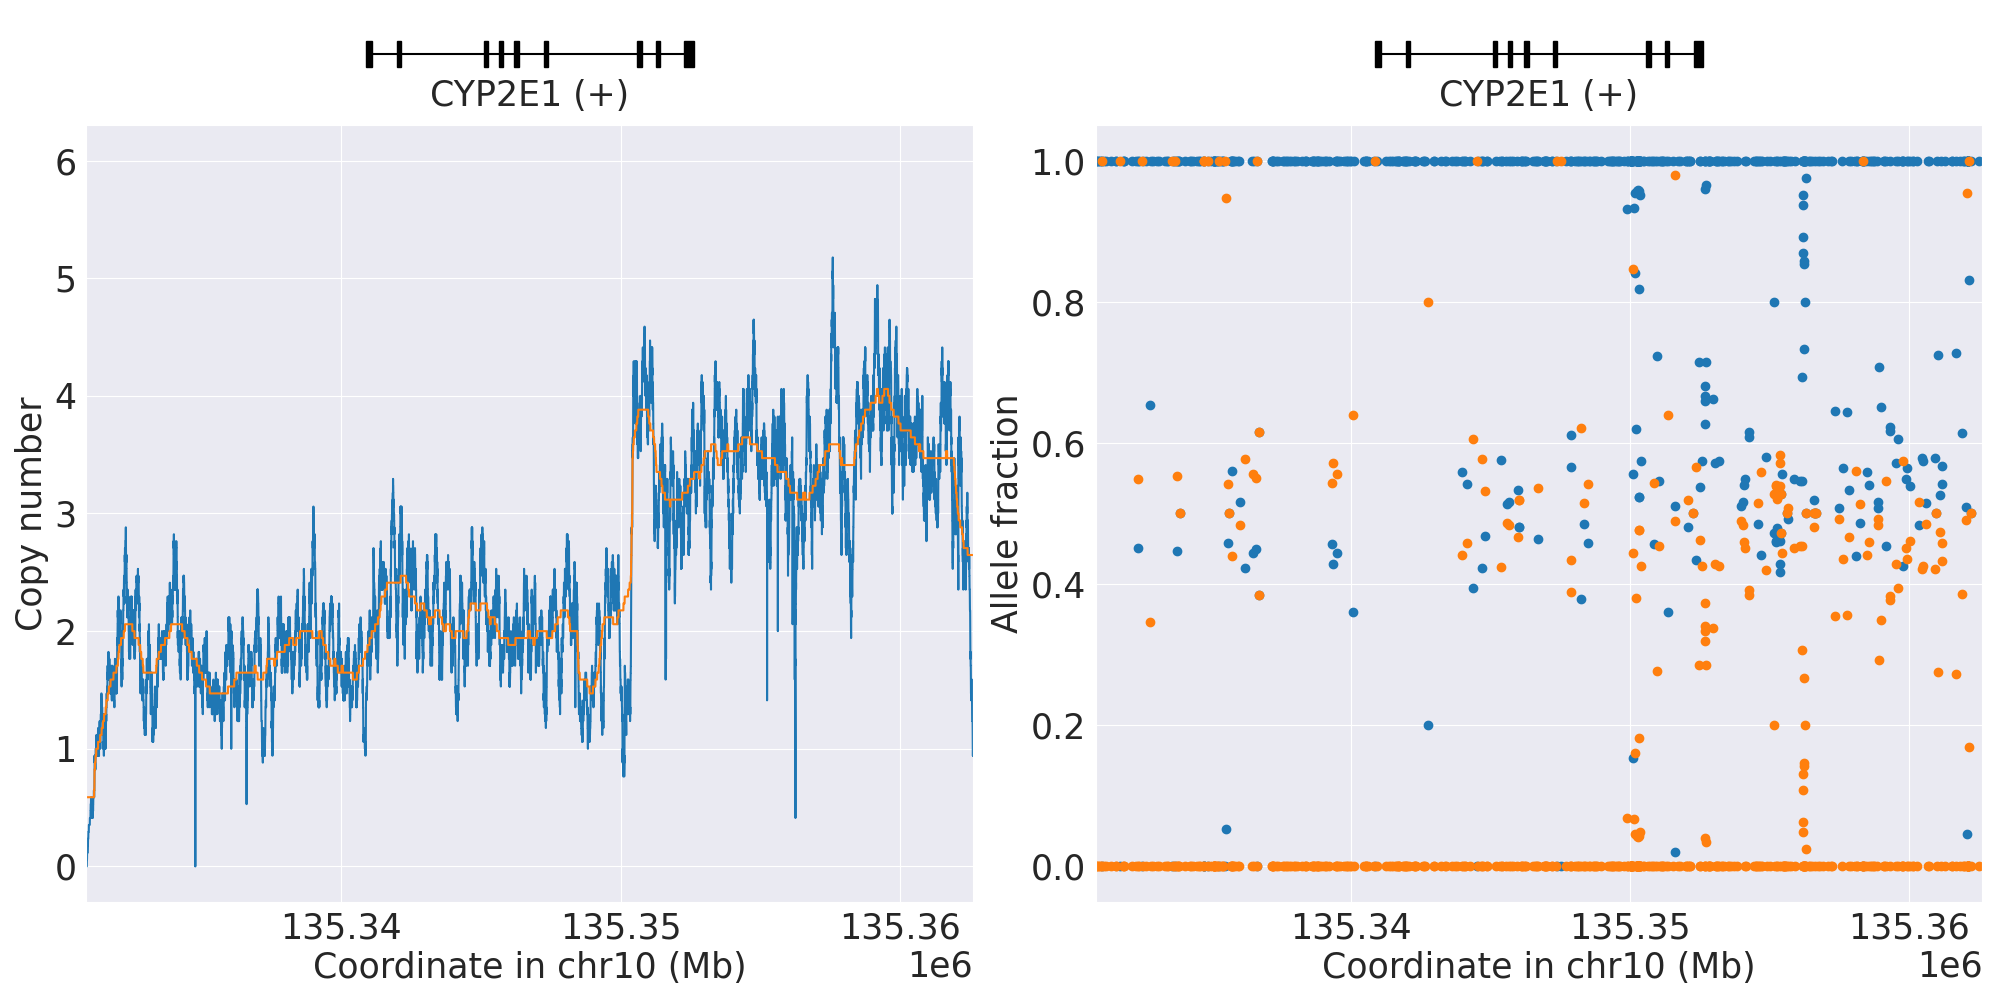 CYP2E1 (+)
6
5
4
3
2
1
0
Copy number
135.34 135.35 135.36
Coordinate in chr10 (Mb)
1e6
CYP2E1 (+)
1.0
0.8
0.6
0.4
0.2
0.0
Allele fraction
135.34 135.35 135.36
Coordinate in chr10 (Mb)
1e6